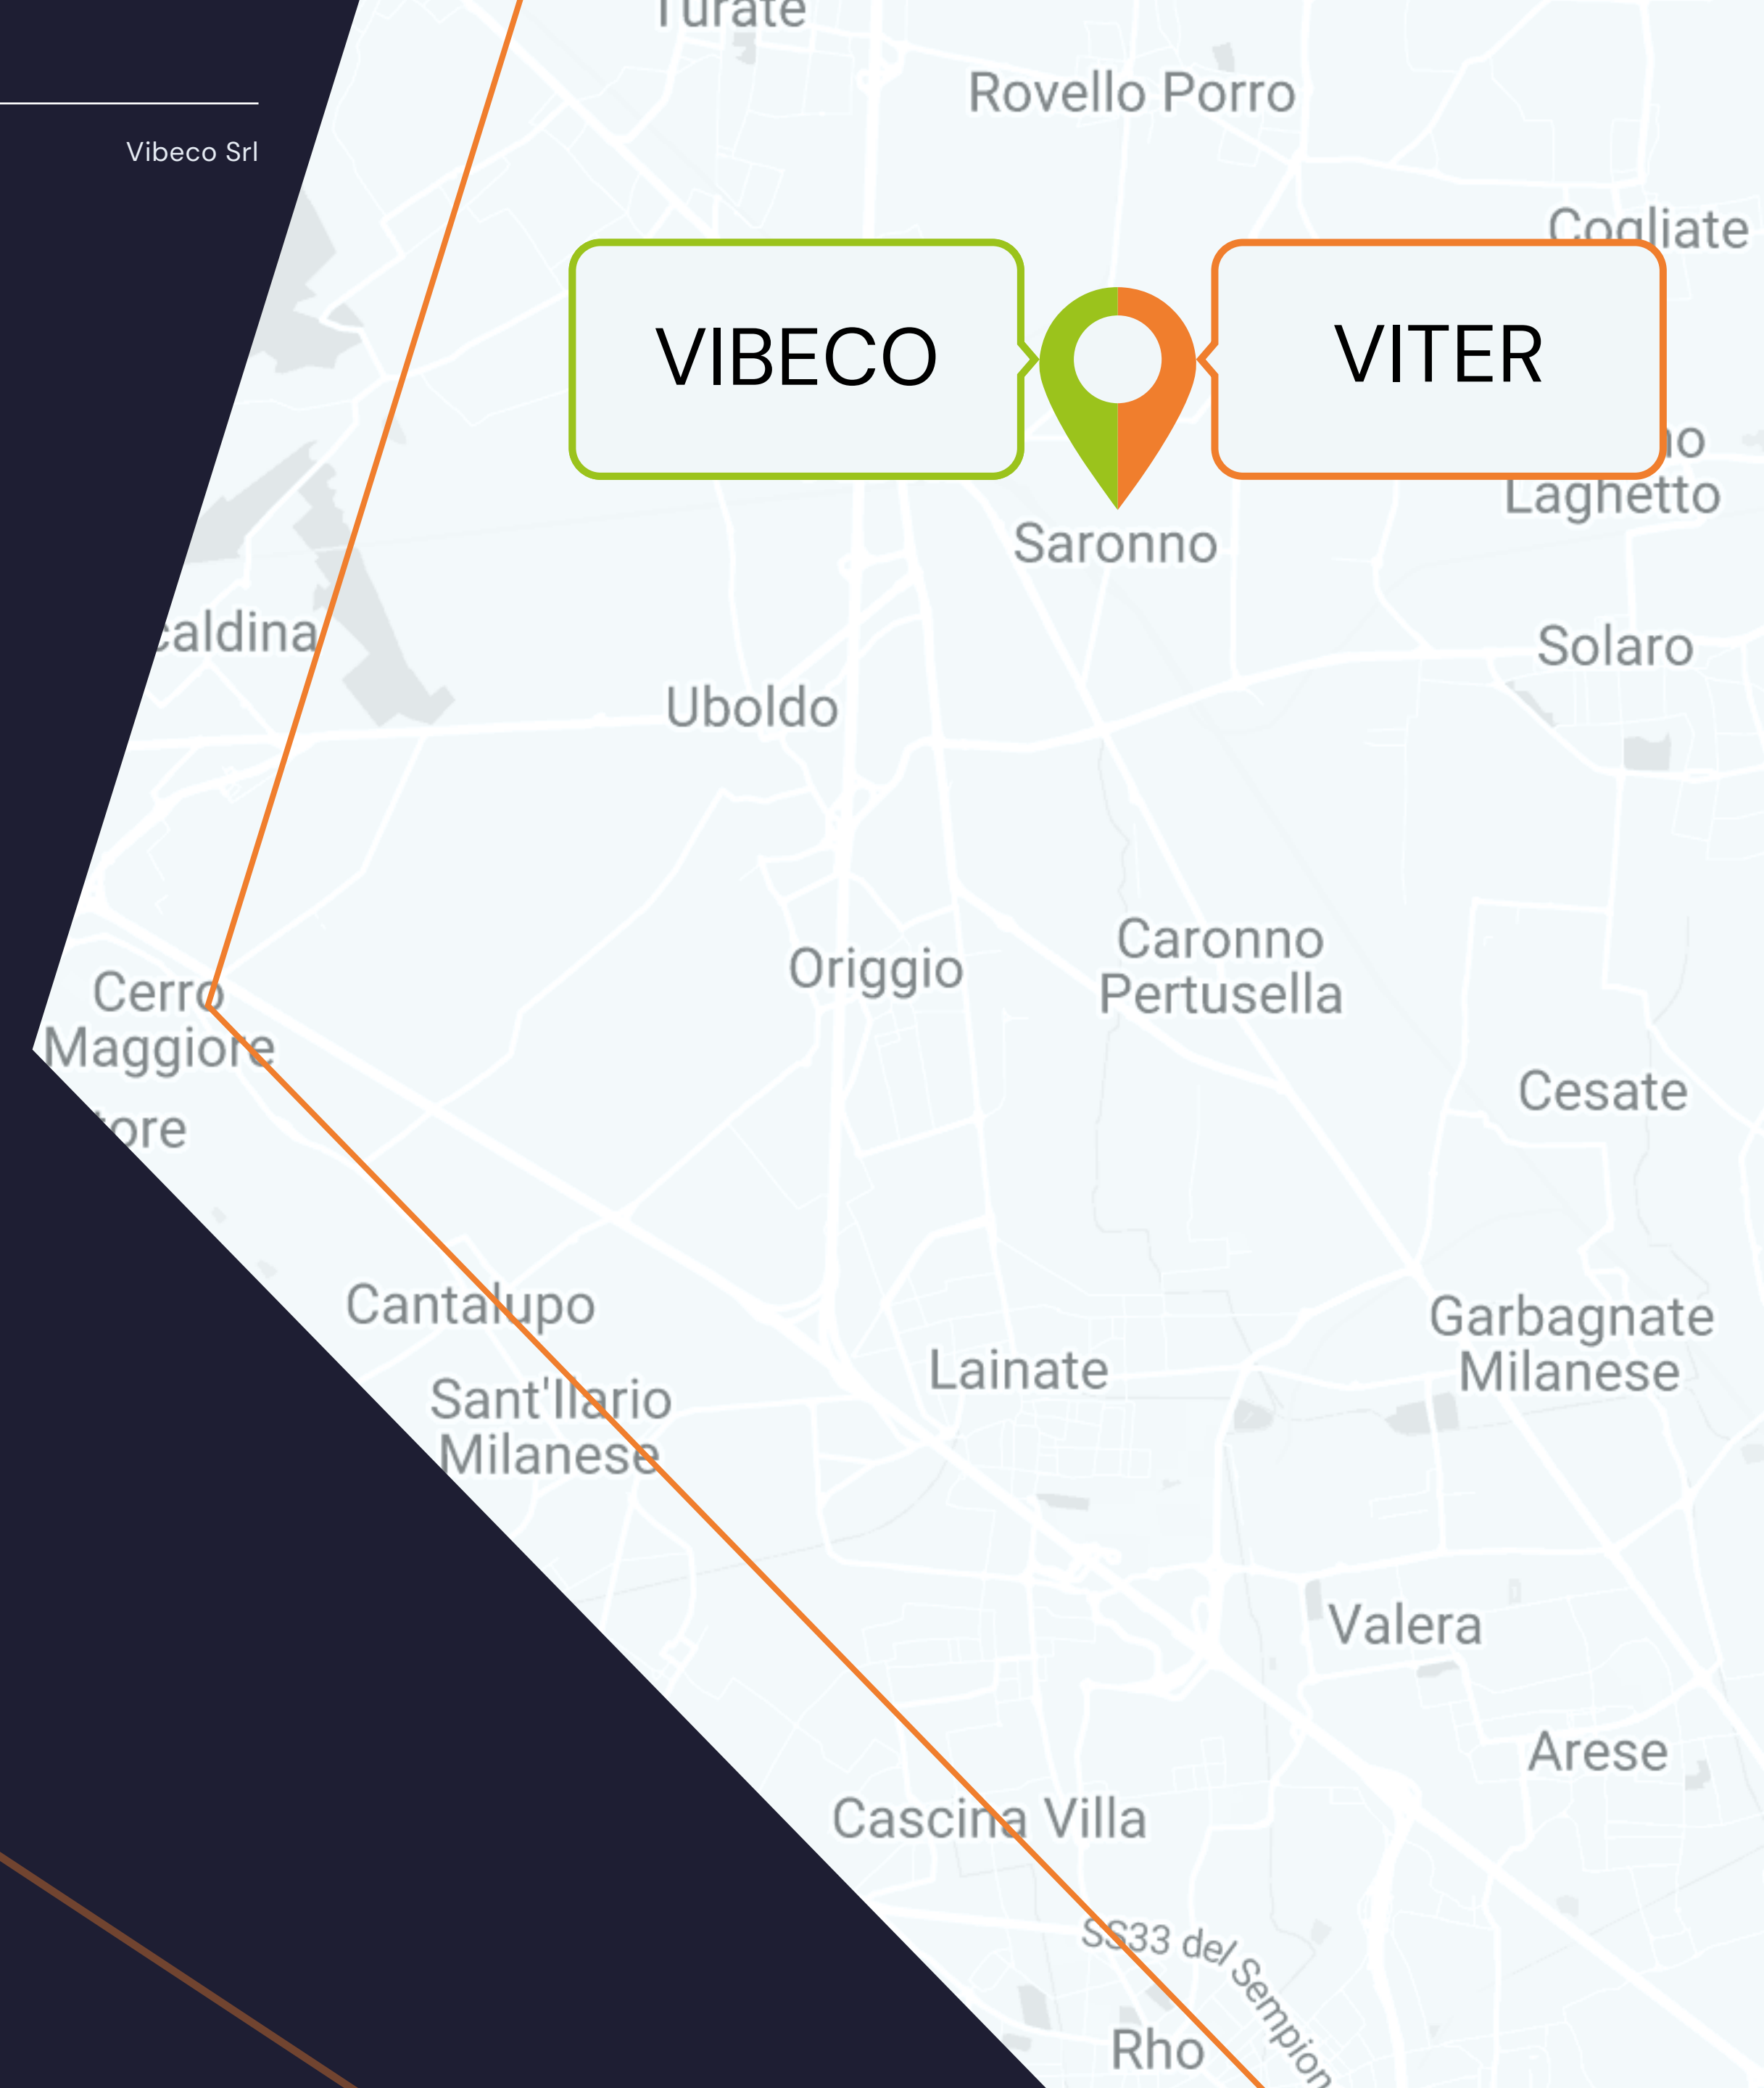 Turate
Rovello Porro
Vibeco Srl
Cogliate
VIBECO
VITER
Laghetto
Saronno
caldina
Solaro
Uboldo
Origgio
Caronno
Pertusella
Cerro
Maggiore
Cesate
tore
Cantalupo
Garbagnate
Milanese
Lainate
Sant'Ilario
Milanese
Valera
Arese
Cascina Villa
SS33 del Sempion
Rho